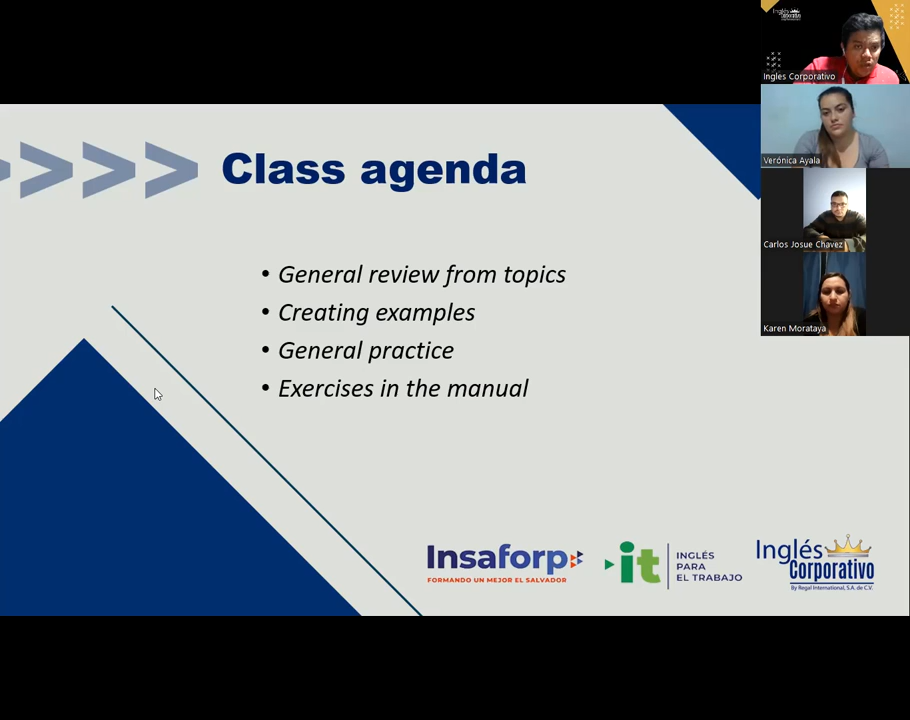 Class agenda
• General review from topics
• Creating examples
• General practice
• Exercises in the manual
Insaforp
FORMANDO UN MEJOR EL SALVADOR
it
INGLÉS
PARA
EL TRABAJO
Inglés
Corporativo
By Regal International, S.A. de C.V.
Inglés
Corporativo
Ingles Corporativo
Verónica Ayala
Carlos Josue Chavez
Karen Morataya